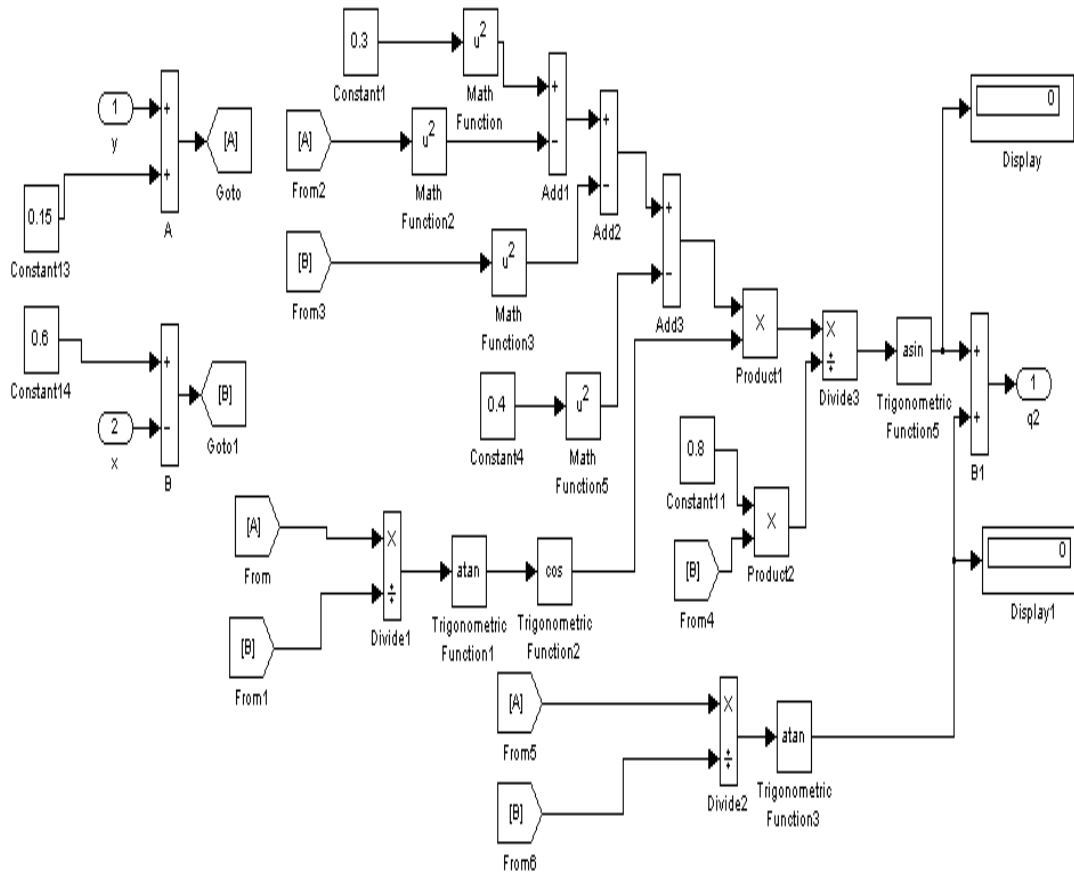 0.3
Constant1
u²
Math
Function
+
−
Add1
1
y
+
+
A
[A]
Goto
[A]
From2
u²
Math
Function2
+
−
Add2
0
Display
0.15
Constant13
[B]
From3
u²
Math
Function3
+
−
Add3
0.6
Constant14
2
x
+
−
B
[B]
Goto1
0.4
Constant4
u²
Math
Function5
×
Product1
×
÷
Divide3
asin
Trigonometric
Function5
+
+
B1
1
q2
0.8
Constant11
×
Product2
[B]
From4
[A]
From
[B]
From1
×
÷
Divide1
atan
Trigonometric
Function1
cos
Trigonometric
Function2
0
Display1
[A]
From5
[B]
From6
×
÷
Divide2
atan
Trigonometric
Function3